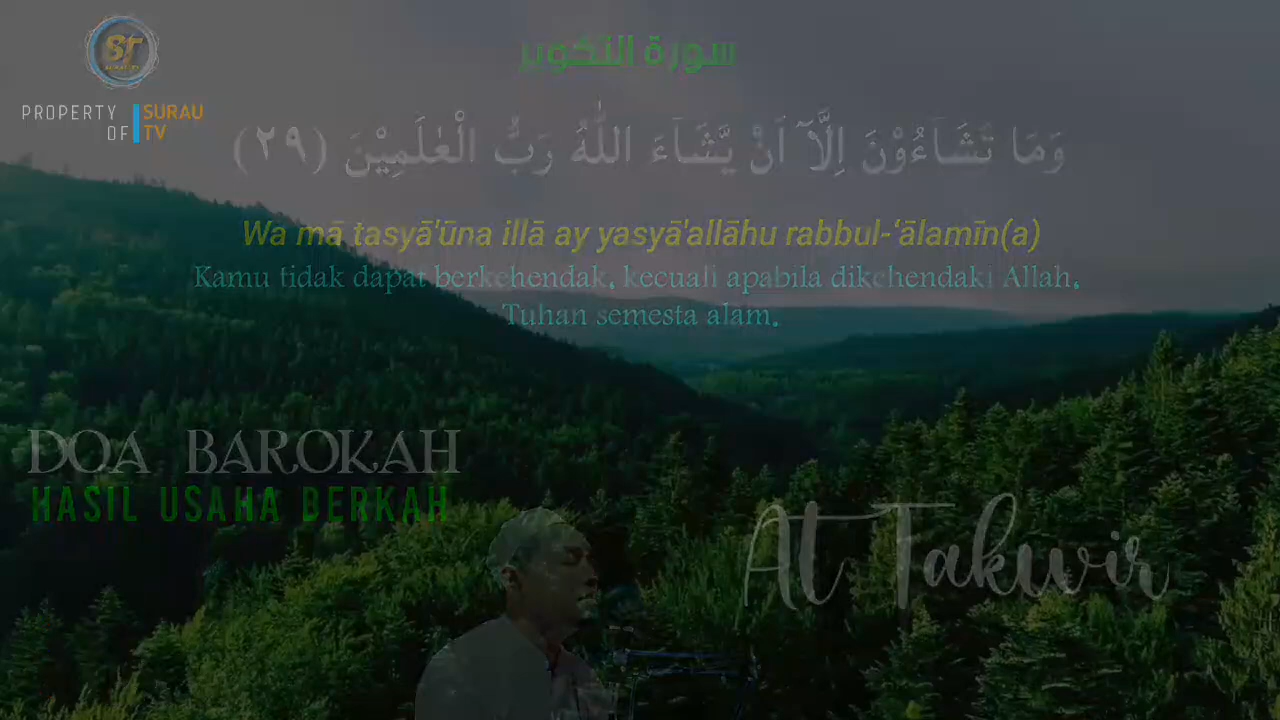 ST
PROPERTY OF
SURAU TV
سورة التكوير
وَمَا تَشَاۤءُوْنَ اِلَّآ اَنْ يَّشَاۤءَ اللّٰهُ رَبُّ الْعٰلَمِيْنَ (٢٩)
Wa mā tasyā'ūna illā ay yasyā'allāhu rabbul-‘ālamīn(a)
Kamu tidak dapat berkehendak, kecuali apabila dikehendaki Allah,
Tuhan semesta alam.
DOA BAROKAH
HASIL USAHA BERKAH
At Takwir